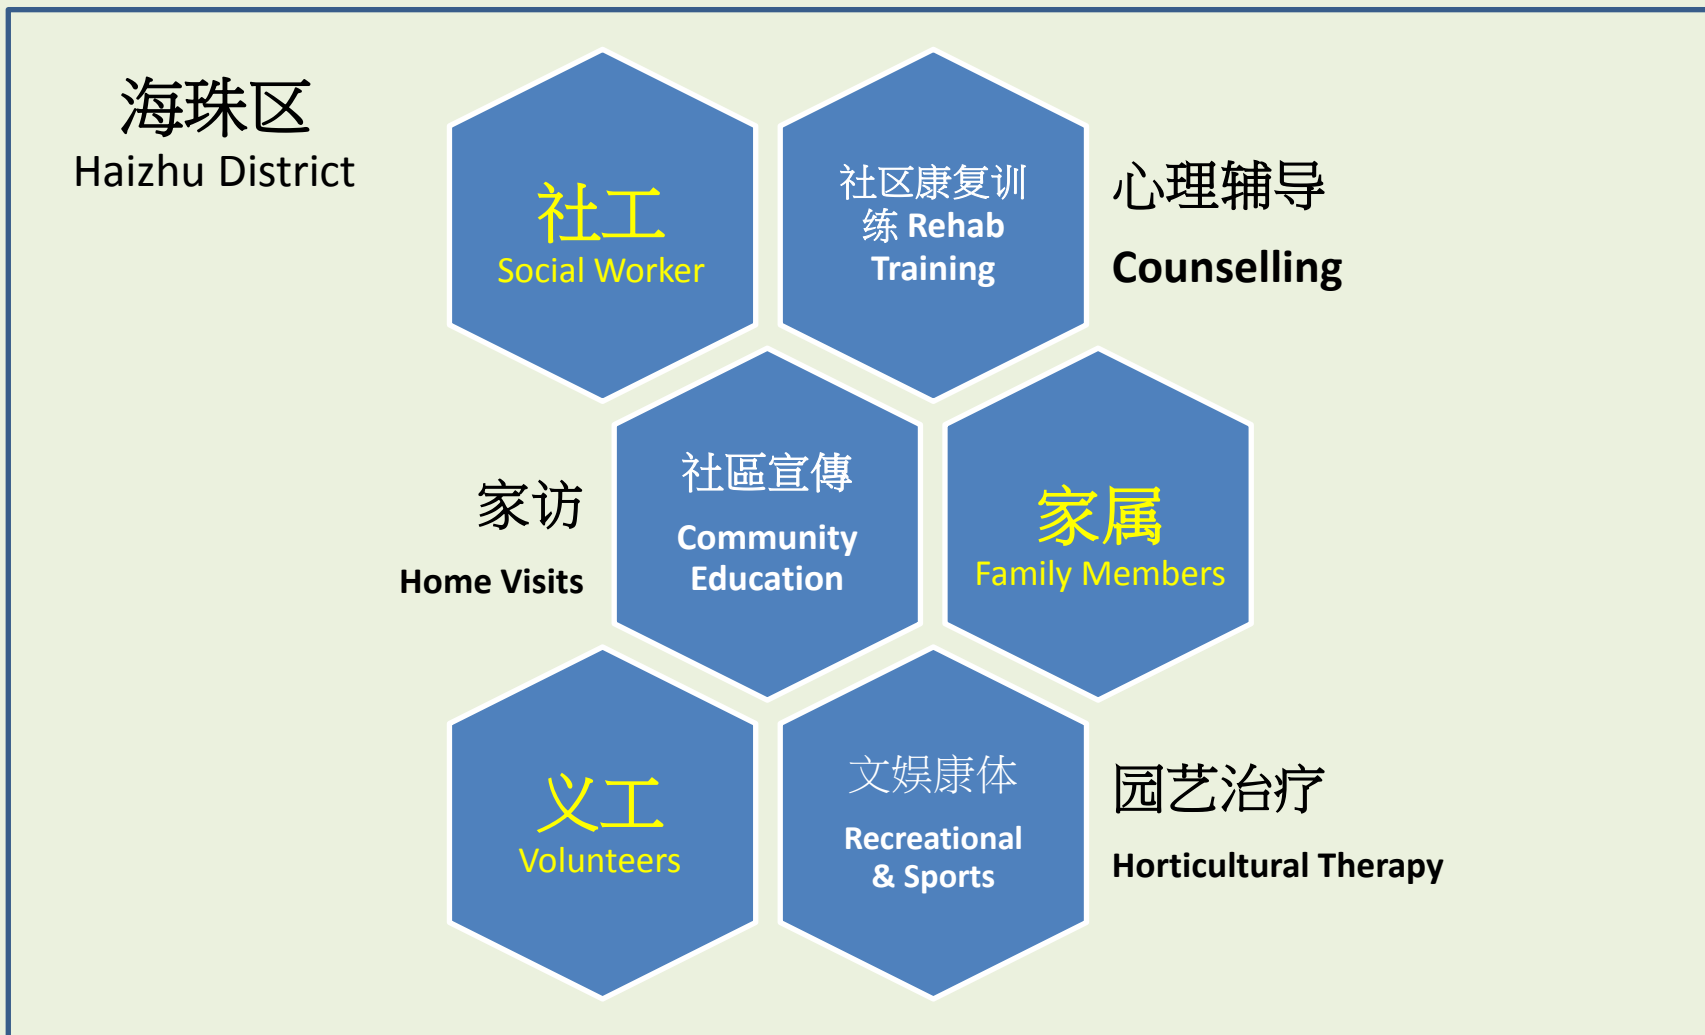 海珠区
Haizhu District
社工
Social Worker
社区康复训
练 Rehab
Training
心理辅导
Counselling
家访
Home Visits
社區宣傳
Community
Education
家属
Family Members
义工
Volunteers
文娱康体
Recreational
& Sports
园艺治疗
Horticultural Therapy